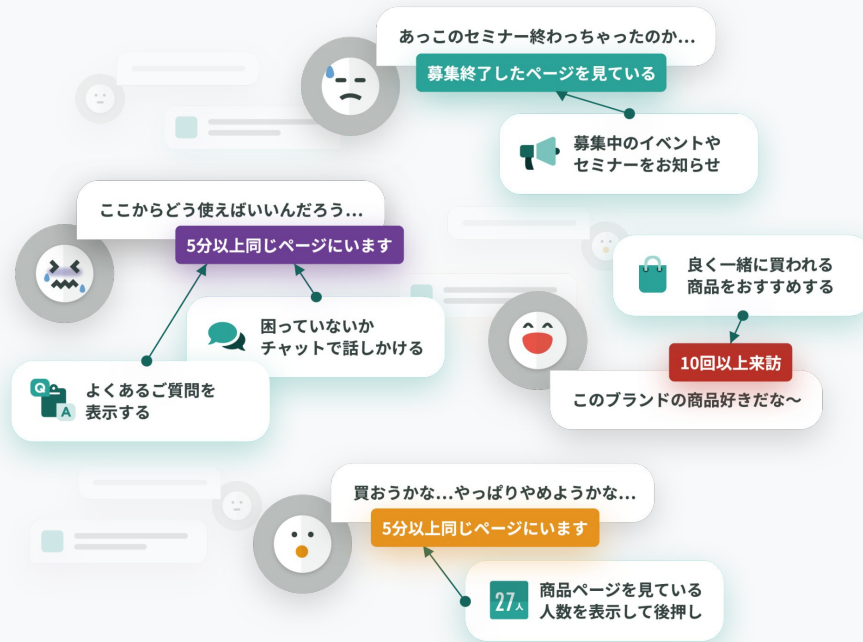 あっこのセミナー終わっちゃったのか...
募集終了したページを見ている
募集中のイベントや
セミナーをお知らせ
ここからどう使えばいいんだろう...
5分以上同じページにいます
困っていないか
チャットで話しかける
Q
A
よくあるご質問を
表示する
良く一緒に買われる
商品をおすすめする
10回以上来訪
このブランドの商品好きだな〜
買おうかな...やっぱりやめようかな...
5分以上同じページにいます
27人
商品ページを見ている
人数を表示して後押し